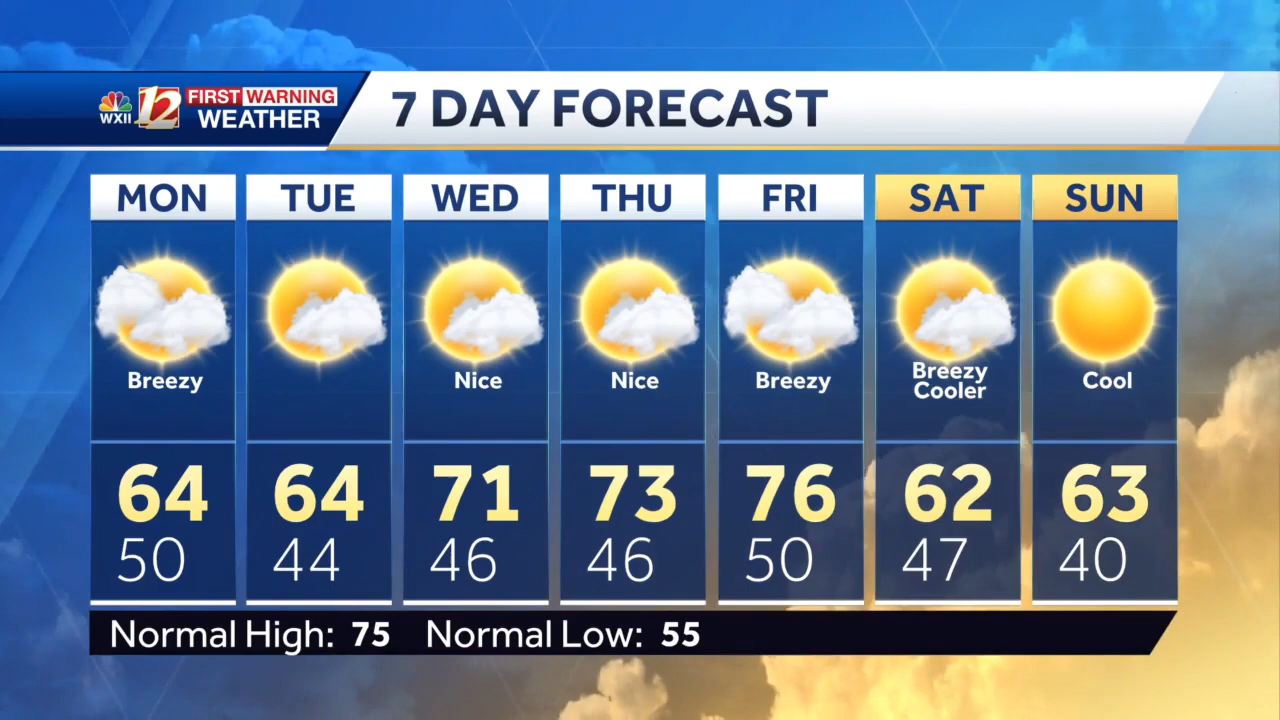 WXII 12 FIRST WARNING WEATHER
7 DAY FORECAST
MON TUE WED THU FRI SAT SUN
Breezy Nice Nice Breezy Breezy Cooler Cool
64 64 71 73 76 62 63
50 44 46 46 50 47 40
Normal High: 75 Normal Low: 55